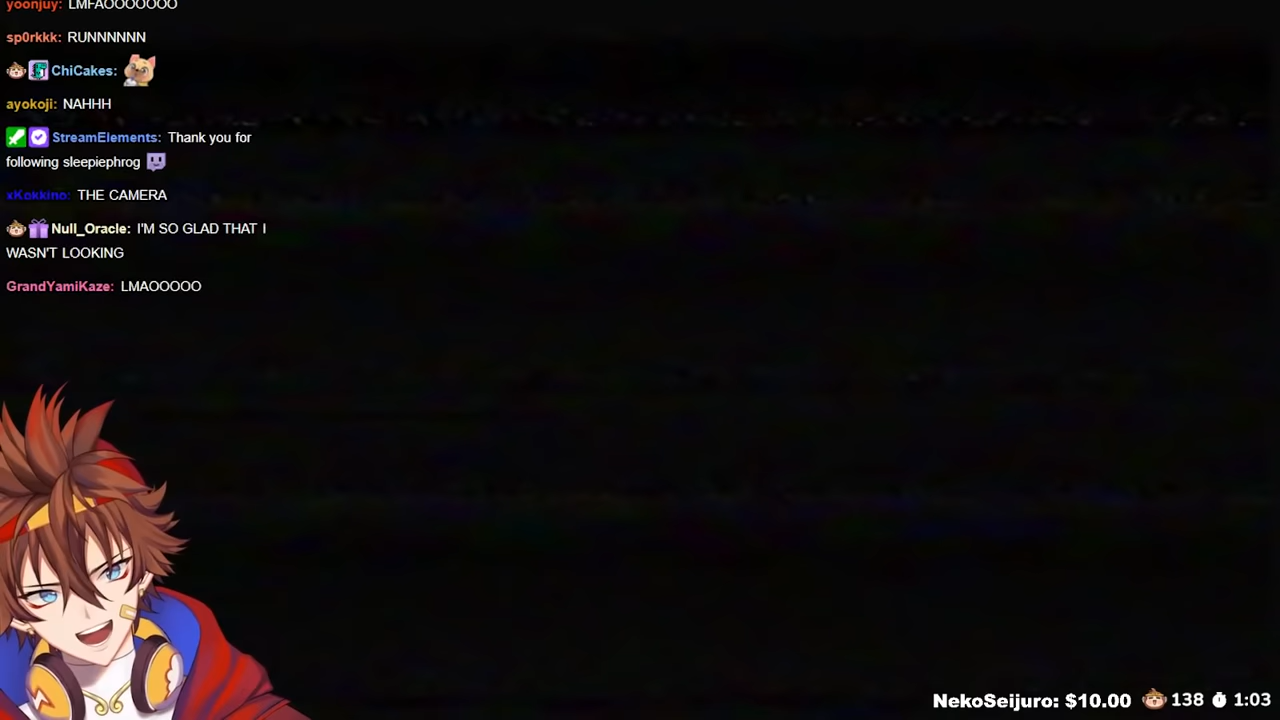 yoonjuy: LMFAOOOOOOO
sp0rkkk: RUNNNNNN
ChiCakes:
ayokoji: NAHHH
StreamElements: Thank you for
following sleepiephrog
xKokkino: THE CAMERA
Null_Oracle: I'M SO GLAD THAT I
WASN'T LOOKING
GrandYamiKaze: LMAOOOOO
NekoSeijuro: $10.00 138 1:03